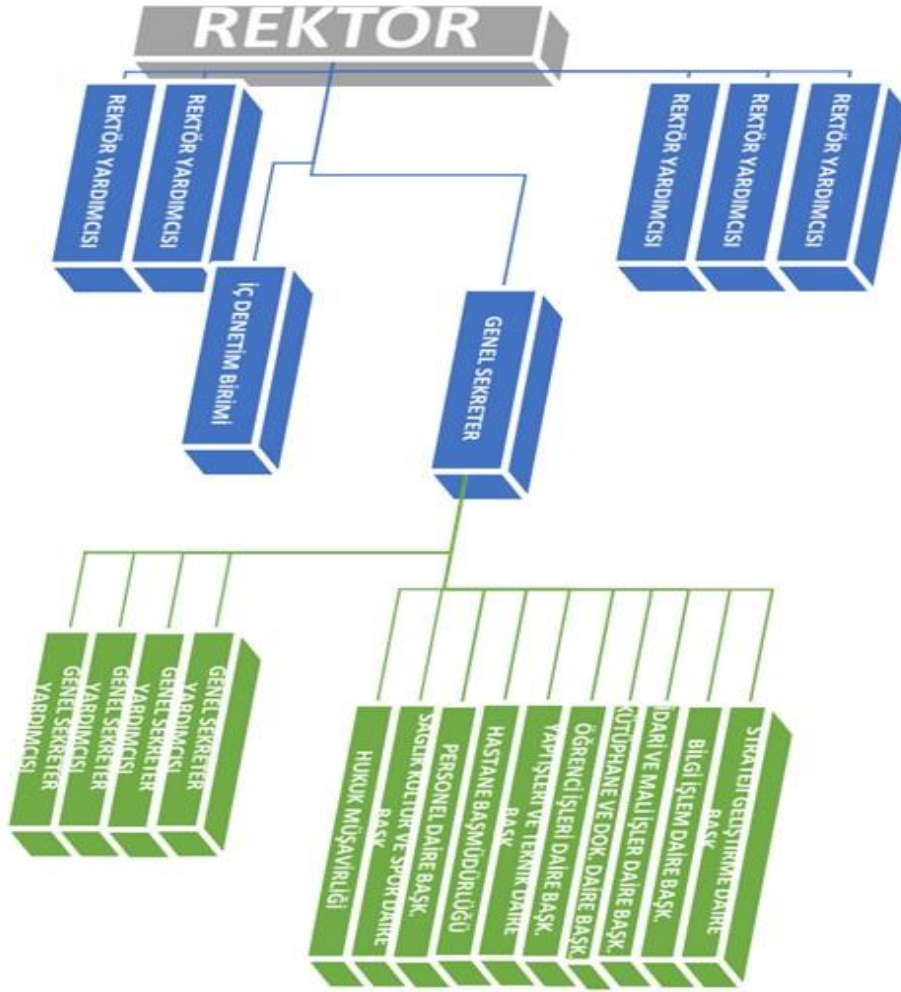 REKTÖR
REKTÖR YARDIMCISI
REKTÖR YARDIMCISI
REKTÖR YARDIMCISI
REKTÖR YARDIMCISI
REKTÖR YARDIMCISI
İÇ DENETİM BİRİMİ
GENEL SEKRETER
GENEL SEKRETER
YARDIMCISI
GENEL SEKRETER
YARDIMCISI
GENEL SEKRETER
YARDIMCISI
GENEL SEKRETER
YARDIMCISI
HUKUK MÜŞAVİRLİĞİ
SAĞLIK KÜLTÜR VE SPOR DAİRE
BAŞK.
PERSONEL DAİRE BAŞK.
HASTANE BAŞMÜDÜRLÜĞÜ
YAPI İŞLERİ VE TEKNİK DAİRE
BAŞK.
ÖĞRENCİ İŞLERİ DAİRE BAŞK.
KÜTÜPHANE VE DOK. DAİRE BAŞK.
İDARİ VE MALİ İŞLER DAİRE BAŞK.
BİLGİ İŞLEM DAİRE BAŞK.
STRATEJİ GELİŞTİRME DAİRE
BAŞK.